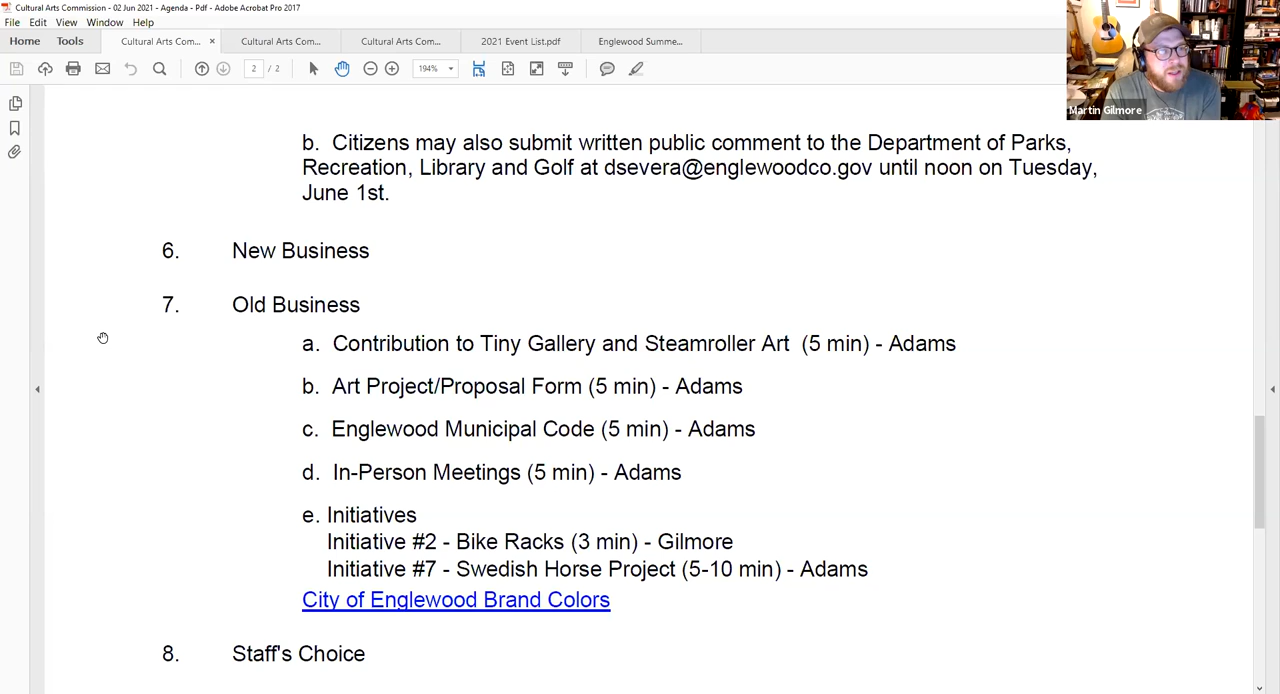 Cultural Arts Commission - 02 Jun 2021 - Agenda - Pdf - Adobe Acrobat Pro 2017
File Edit View Window Help
Home Tools Cultural Arts Com... × Cultural Arts Com... Cultural Arts Com... 2021 Event List.pdf Englewood Summe...
2 / 2 194%
Martin Gilmore
b. Citizens may also submit written public comment to the Department of Parks,
Recreation, Library and Golf at dsevera@englewoodco.gov until noon on Tuesday,
June 1st.
6. New Business
7. Old Business
a. Contribution to Tiny Gallery and Steamroller Art (5 min) - Adams
b. Art Project/Proposal Form (5 min) - Adams
c. Englewood Municipal Code (5 min) - Adams
d. In-Person Meetings (5 min) - Adams
e. Initiatives
Initiative #2 - Bike Racks (3 min) - Gilmore
Initiative #7 - Swedish Horse Project (5-10 min) - Adams
City of Englewood Brand Colors
8. Staff's Choice